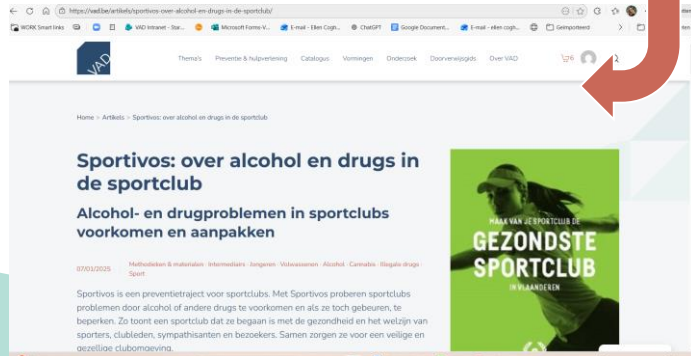 https://vad.be/artikels/sportivos-over-alcohol-en-drugs-in-de-sportclub/
WORK Smart links VAD Intranet - Star... Microsoft Forms-V... E-mail - Ellen Cogh... ChatGPT Google Document... E-mail - ellen cogh... Geïmporteerd
VAD Thema's Preventie & hulpverlening Catalogus Vormingen Onderzoek Doorverwijsgids Over VAD 6
Home > Artikels > Sportivos: over alcohol en drugs in de sportclub
Sportivos: over alcohol en drugs in
de sportclub
Alcohol- en drugproblemen in sportclubs
voorkomen en aanpakken
07/01/2025 Methodieken & materialen · Intermediairs · Jongeren · Volwassenen · Alcohol · Cannabis · Illegale drugs ·
Sport
Sportivos is een preventietraject voor sportclubs. Met Sportivos proberen sportclubs
problemen door alcohol of andere drugs te voorkomen en als ze toch gebeuren, te
beperken. Zo toont een sportclub dat ze begaan is met de gezondheid en het welzijn van
sporters, clubleden, sympathisanten en bezoekers. Samen zorgen ze voor een veilige en
gezellige clubomgeving.
MAAK VAN JE SPORTCLUB DE
GEZONDSTE
SPORTCLUB
IN VLAANDEREN